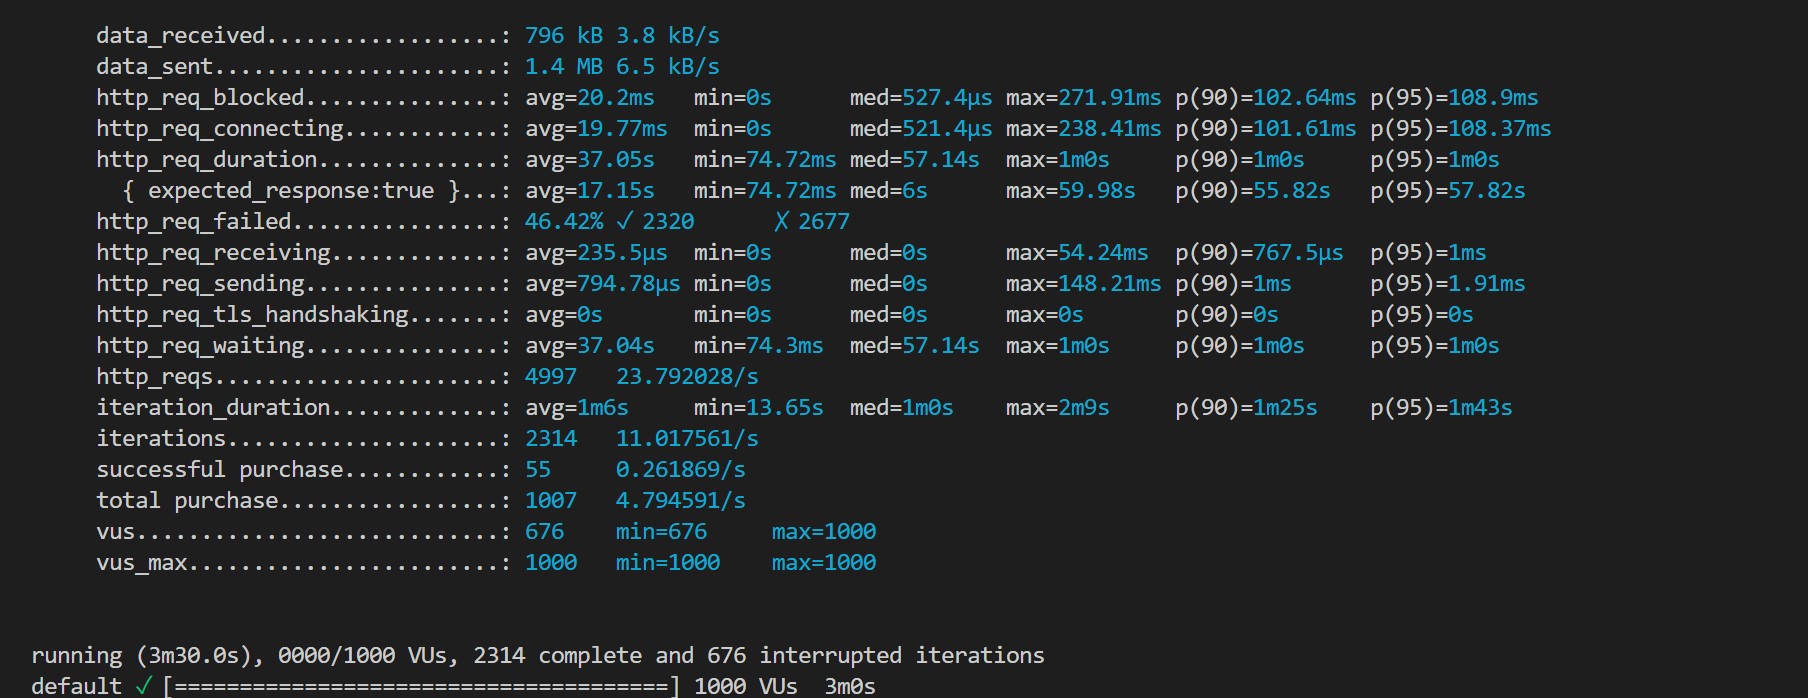 data_received..................: 796 kB 3.8 kB/s
data_sent......................: 1.4 MB 6.5 kB/s
http_req_blocked...............: avg=20.2ms   min=0s      med=527.4µs max=271.91ms p(90)=102.64ms p(95)=108.9ms
http_req_connecting............: avg=19.77ms  min=0s      med=521.4µs max=238.41ms p(90)=101.61ms p(95)=108.37ms
http_req_duration..............: avg=37.05s   min=74.72ms med=57.14s  max=1m0s     p(90)=1m0s     p(95)=1m0s
{ expected_response:true }...: avg=17.15s   min=74.72ms med=6s      max=59.98s   p(90)=55.82s   p(95)=57.82s
http_req_failed................: 46.42% ✓ 2320      ✗ 2677
http_req_receiving.............: avg=235.5µs  min=0s      med=0s      max=54.24ms  p(90)=767.5µs  p(95)=1ms
http_req_sending...............: avg=794.78µs min=0s      med=0s      max=148.21ms p(90)=1ms      p(95)=1.91ms
http_req_tls_handshaking.......: avg=0s       min=0s      med=0s      max=0s       p(90)=0s       p(95)=0s
http_req_waiting...............: avg=37.04s   min=74.3ms  med=57.14s  max=1m0s     p(90)=1m0s     p(95)=1m0s
http_reqs......................: 4997   23.792028/s
iteration_duration.............: avg=1m6s     min=13.65s  med=1m0s    max=2m9s     p(90)=1m25s    p(95)=1m43s
iterations.....................: 2314   11.017561/s
successful purchase............: 55     0.261869/s
total purchase.................: 1007   4.794591/s
vus............................: 676    min=676     max=1000
vus_max........................: 1000   min=1000    max=1000
running (3m30.0s), 0000/1000 VUs, 2314 complete and 676 interrupted iterations
default ✓ [======================================] 1000 VUs  3m0s